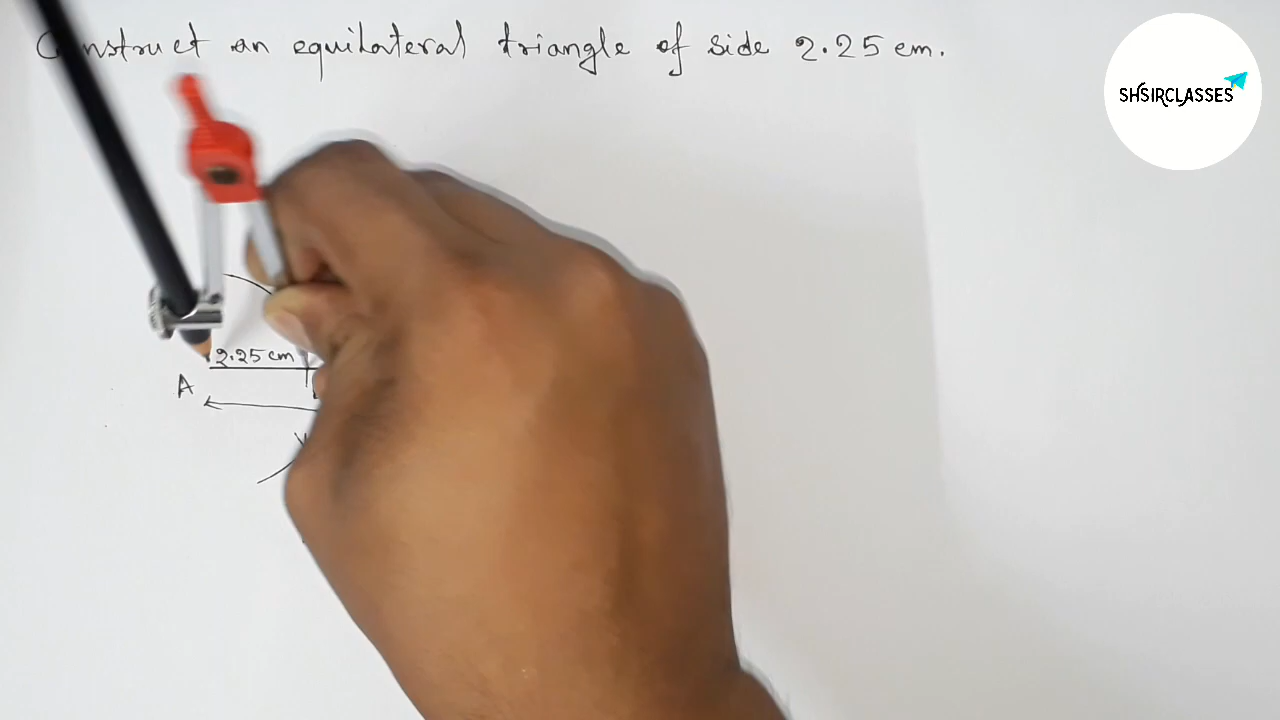 Construct an equilateral triangle of side 2.25 cm.
SHSIRCLASSES
2.25 cm
A